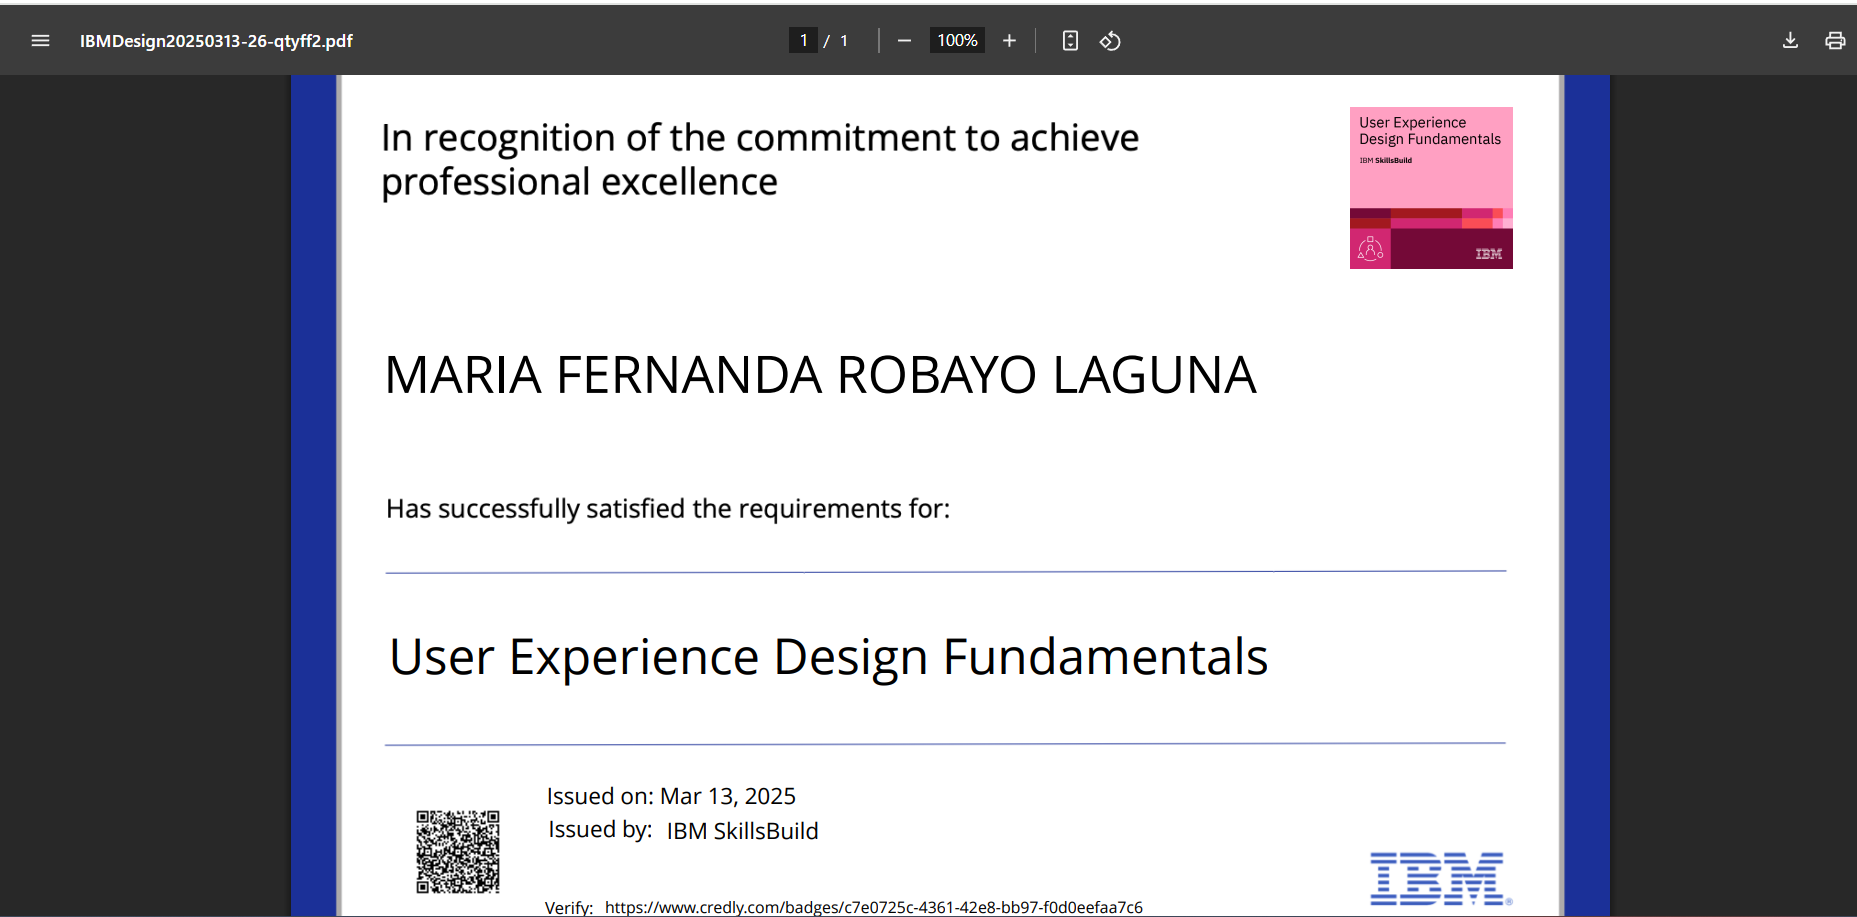 IBMDesign20250313-26-qtyff2.pdf
1 / 1
100%
In recognition of the commitment to achieve
professional excellence
User Experience
Design Fundamentals
IBM SkillsBuild
IBM
MARIA FERNANDA ROBAYO LAGUNA
Has successfully satisfied the requirements for:
User Experience Design Fundamentals
Issued on: Mar 13, 2025
Issued by: IBM SkillsBuild
IBM®
Verify: https://www.credly.com/badges/c7e0725c-4361-42e8-bb97-f0d0eefaa7c6